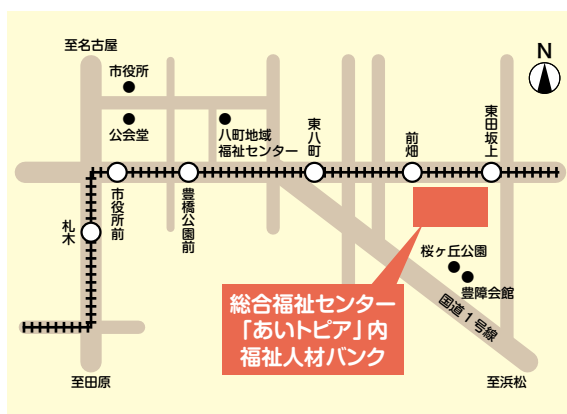 至名古屋
市役所
N
公会堂
八町地域
福祉センター
東八町
前畑
東田坂上
札木
市役所前
豊橋公園前
桜ヶ丘公園
豊障会館
国道1号線
総合福祉センター
「あいトピア」内
福祉人材バンク
至田原
至浜松